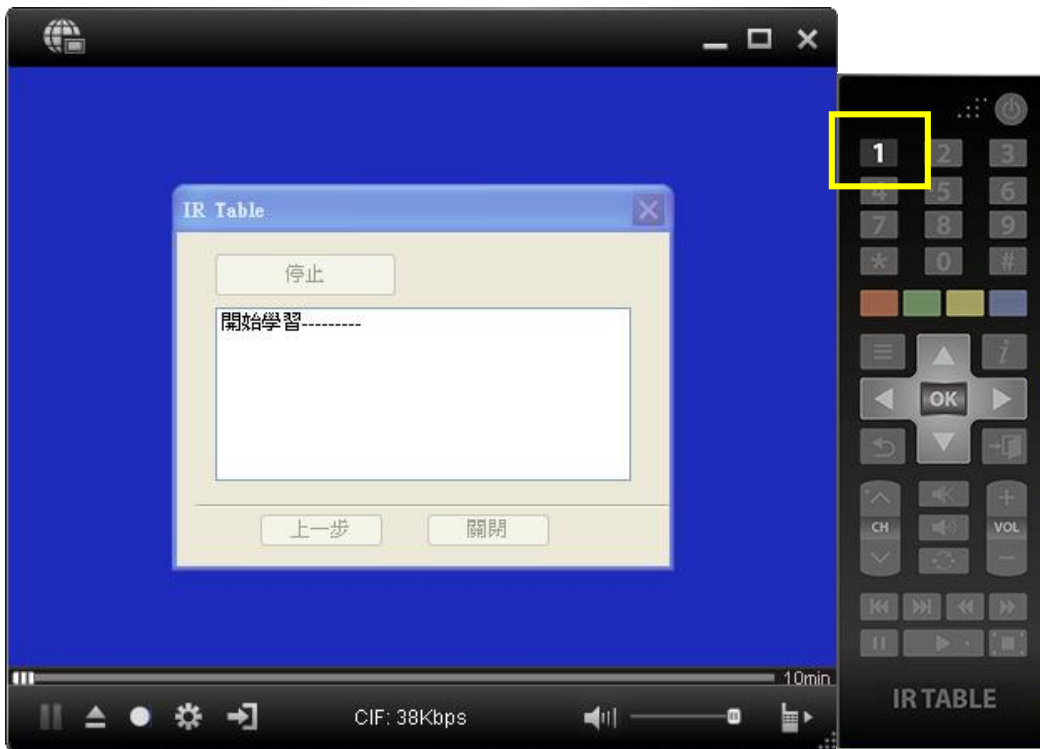 IR Table
停止
開始學習---------
上一步
關閉
10min
CIF: 38Kbps
1 2 3
4 5 6
7 8 9
* 0 #
i
OK
CH
VOL
IR TABLE